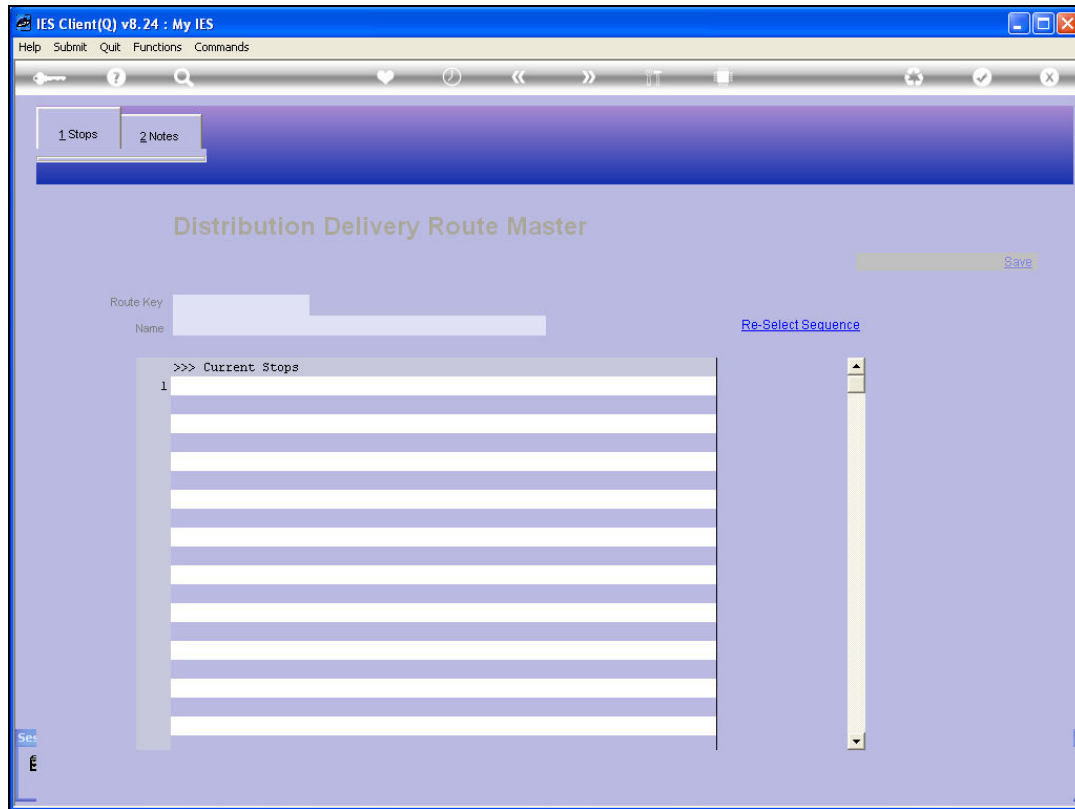 IES Client(Q) v8.24 : My IES
Help Submit Quit Functions Commands
1 Stops 2 Notes
Distribution Delivery Route Master
Save
Route Key
Name
Re-Select Sequence
>>> Current Stops
1
Ses